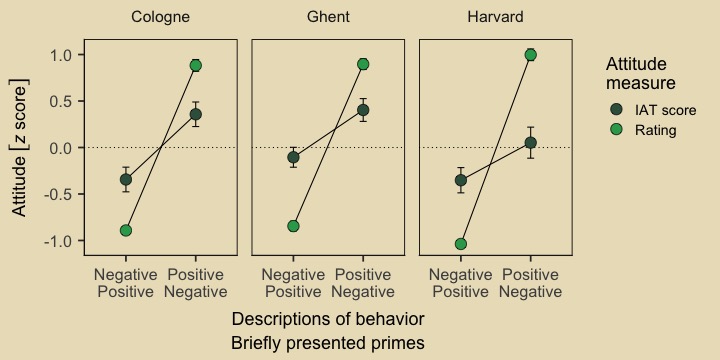 Cologne Ghent Harvard
Attitude
measure
IAT score
Rating
Attitude [z score]
1.0
0.5
0.0
-0.5
-1.0
Negative Positive Negative Positive Negative Positive
Positive Negative Positive Negative Positive Negative
Descriptions of behavior
Briefly presented primes